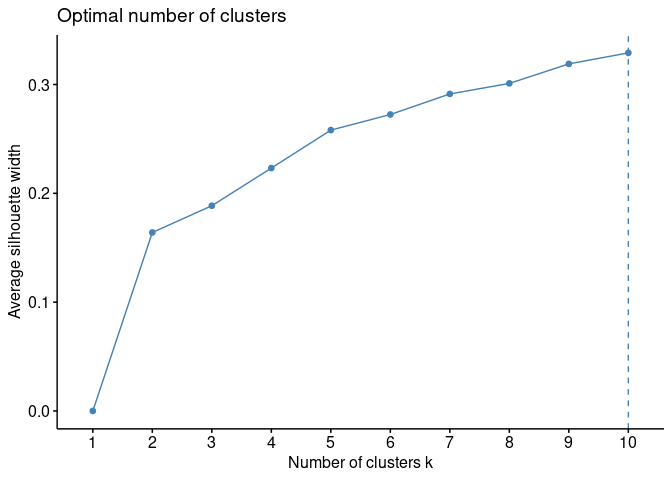 Optimal number of clusters
Average silhouette width
0.3
0.2
0.1
0.0
1 2 3 4 5 6 7 8 9 10
Number of clusters k